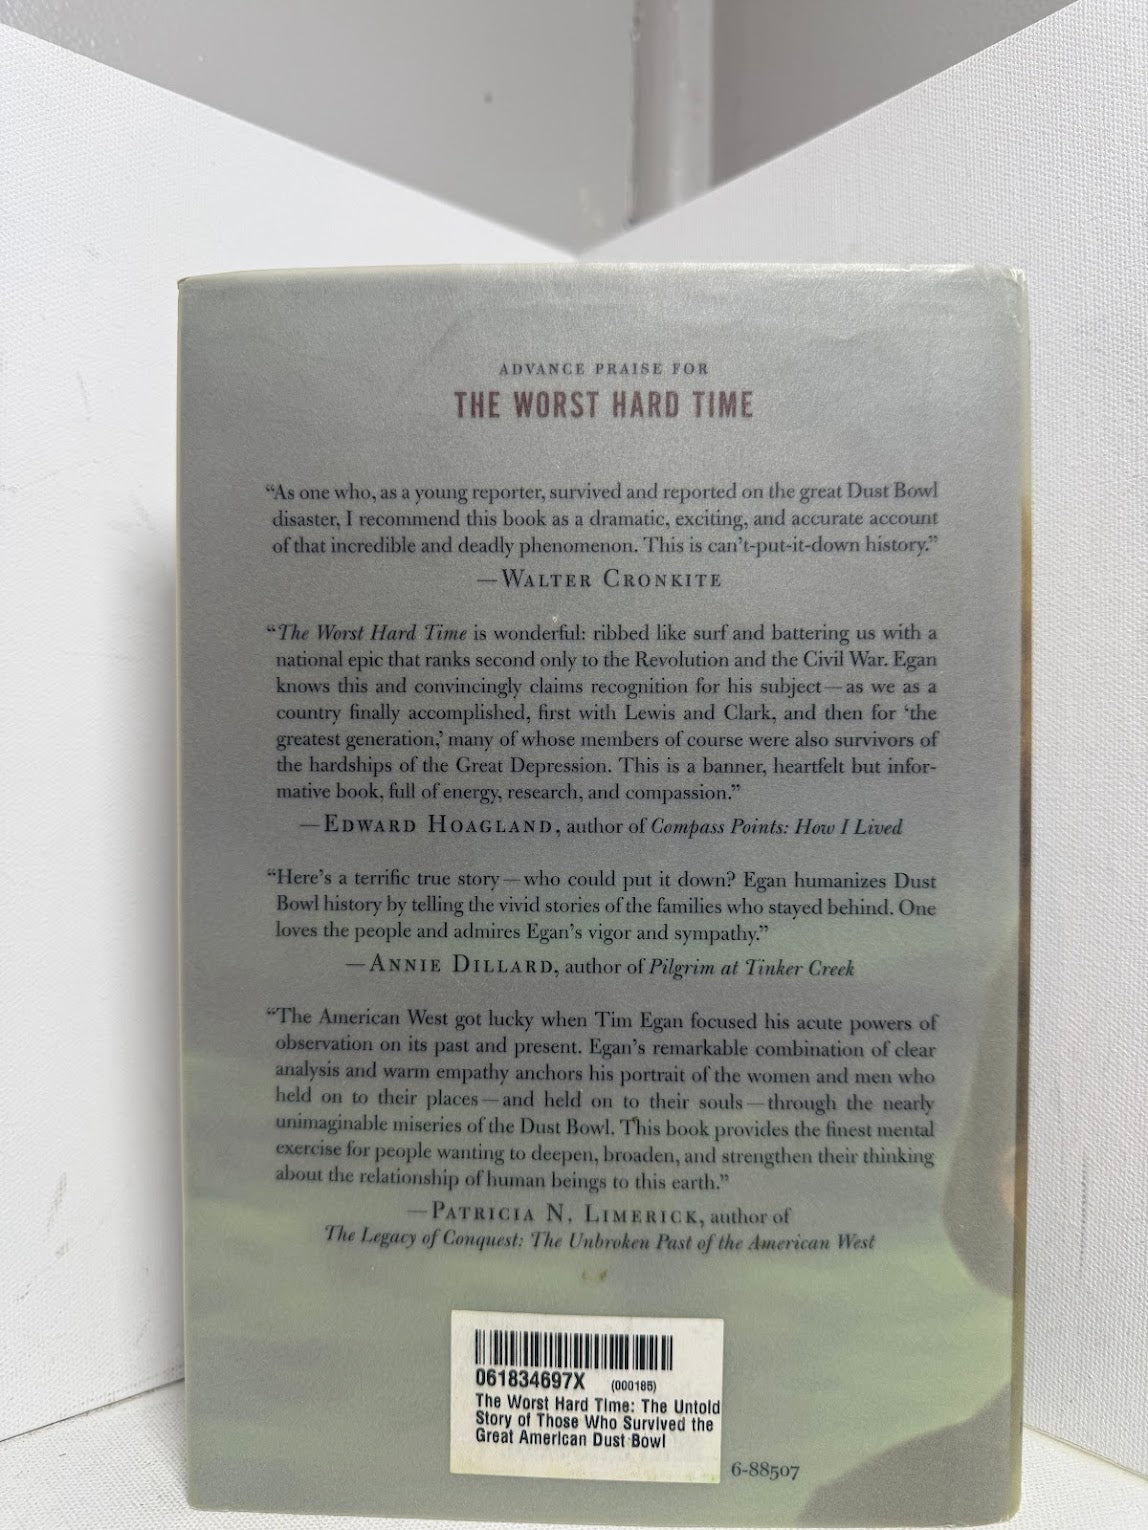 ADVANCE PRAISE FOR
THE WORST HARD TIME
“As one who, as a young reporter, survived and reported on the great Dust Bowl
disaster, I recommend this book as a dramatic, exciting, and accurate account
of that incredible and deadly phenomenon. This is can’t-put-it-down history.”
—WALTER CRONKITE
“The Worst Hard Time is wonderful: ribbed like surf and battering us with a
national epic that ranks second only to the Revolution and the Civil War. Egan
knows this and convincingly claims recognition for his subject—as we as a
country finally accomplished, first with Lewis and Clark, and then for ‘the
greatest generation,’ many of whose members of course were also survivors of
the hardships of the Great Depression. This is a banner, heartfelt but infor-
mative book, full of energy, research, and compassion.”
—EDWARD HOAGLAND, author of Compass Points: How I Lived
“Here’s a terrific true story—who could put it down? Egan humanizes Dust
Bowl history by telling the vivid stories of the families who stayed behind. One
loves the people and admires Egan’s vigor and sympathy.”
—ANNIE DILLARD, author of Pilgrim at Tinker Creek
“The American West got lucky when Tim Egan focused his acute powers of
observation on its past and present. Egan’s remarkable combination of clear
analysis and warm empathy anchors his portrait of the women and men who
held on to their places—and held on to their souls—through the nearly
unimaginable miseries of the Dust Bowl. This book provides the finest mental
exercise for people wanting to deepen, broaden, and strengthen their thinking
about the relationship of human beings to this earth.”
—PATRICIA N. LIMERICK, author of
The Legacy of Conquest: The Unbroken Past of the American West
061834697X (000185)
The Worst Hard Time: The Untold
Story of Those Who Survived the
Great American Dust Bowl
6-88507